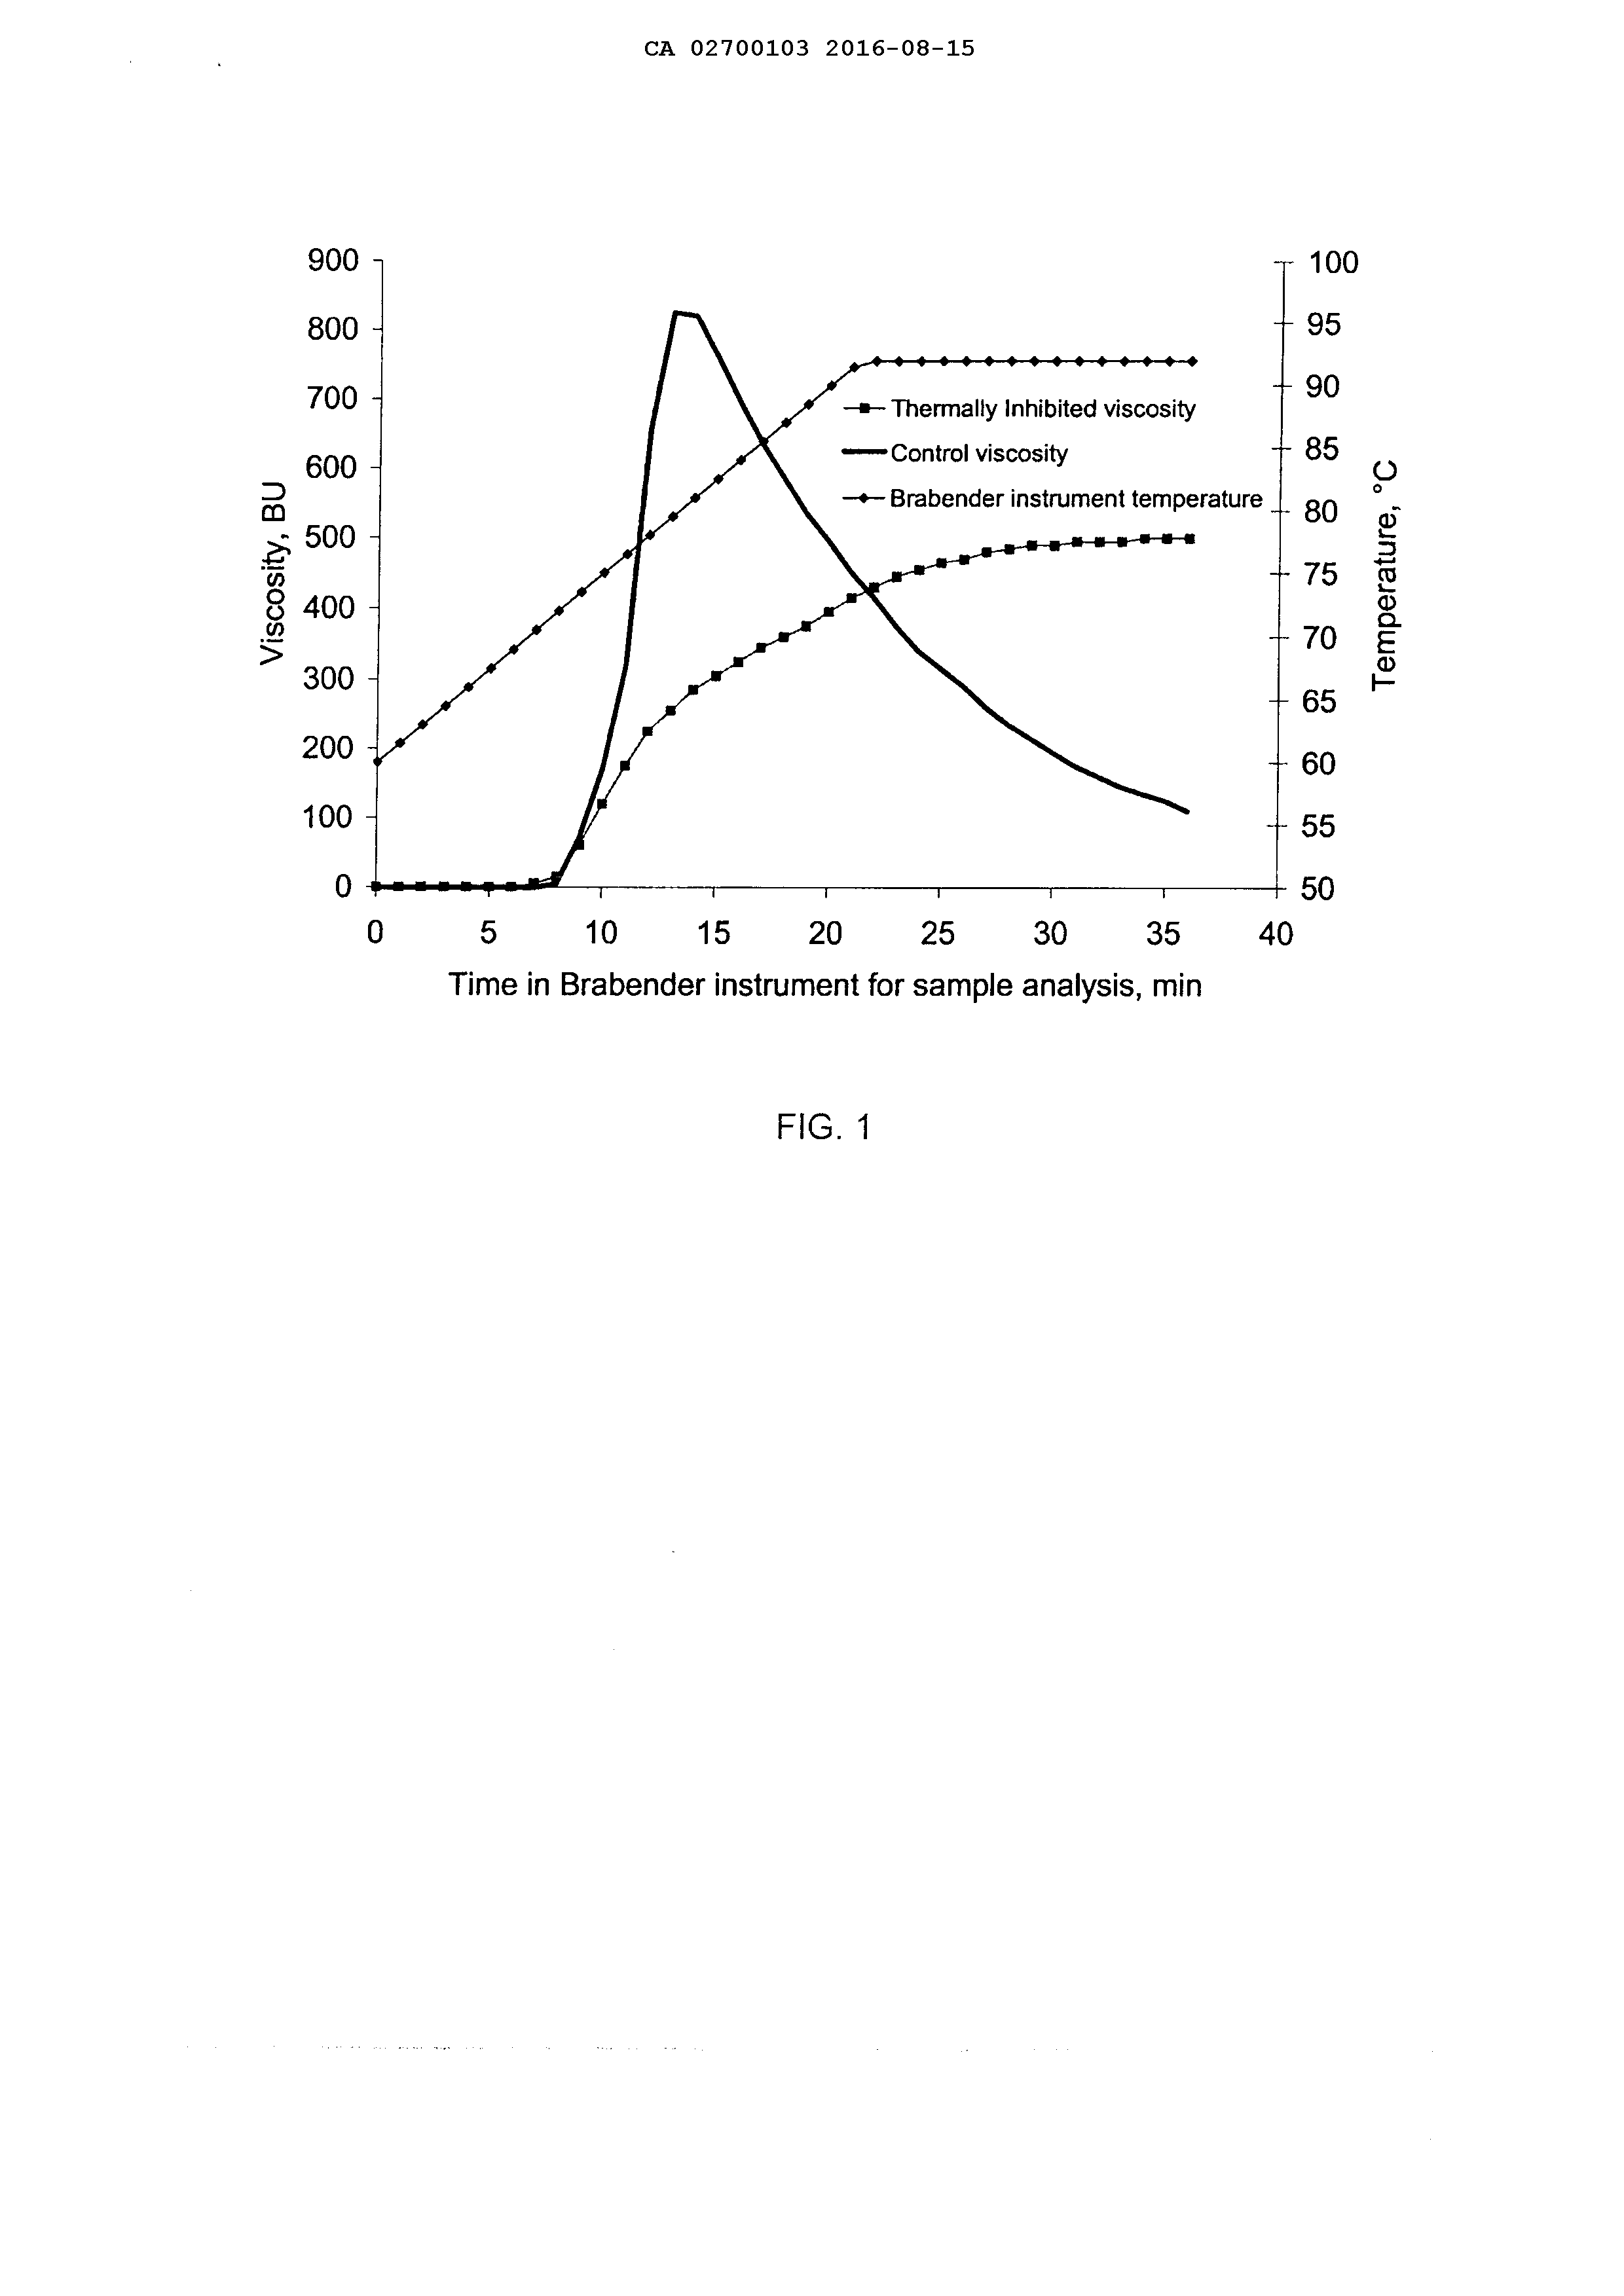 CA 02700103 2016-08-15
900
800
700
600
500
400
300
200
100
0
Viscosity, BU
100
95
90
85
80
75
70
65
60
55
50
Temperature, °C
Thermally Inhibited viscosity
Control viscosity
Brabender instrument temperature
0 5 10 15 20 25 30 35 40
Time in Brabender instrument for sample analysis, min
FIG. 1